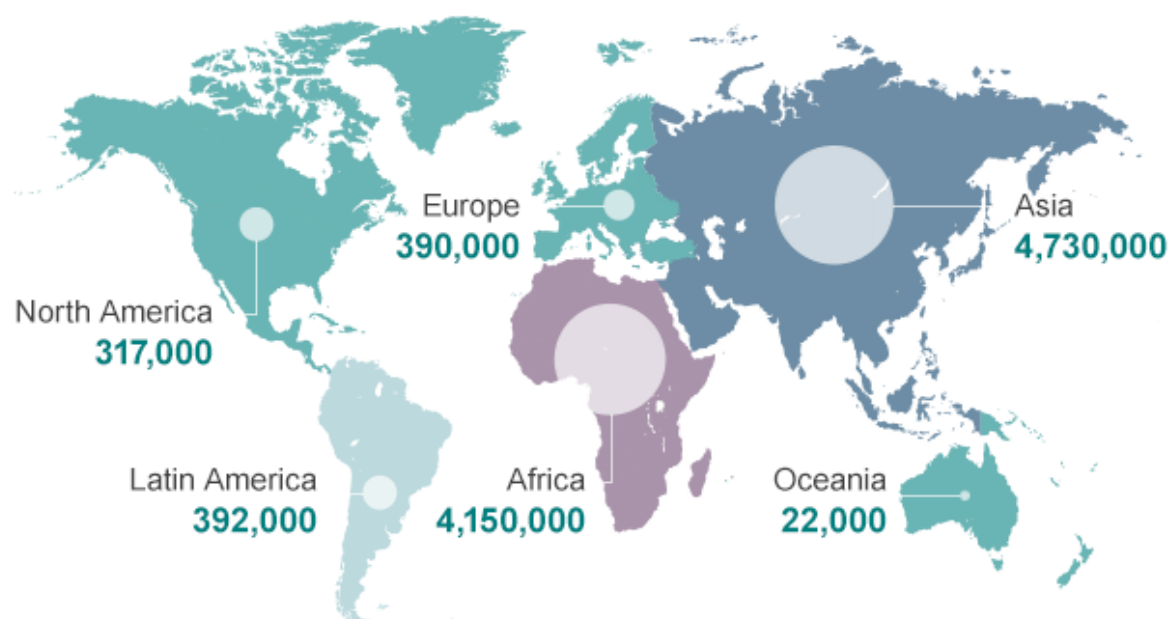 Europe
390,000
Asia
4,730,000
North America
317,000
Latin America
392,000
Africa
4,150,000
Oceania
22,000